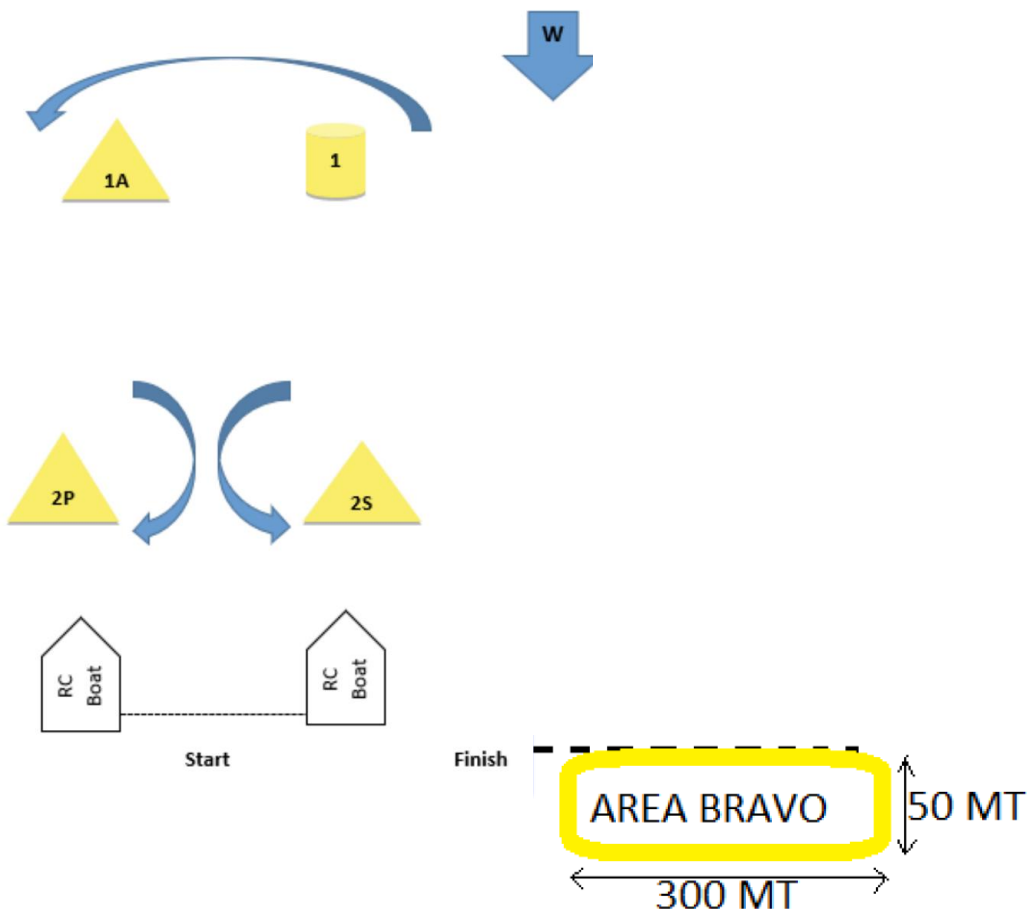 W
1A
1
2P
2S
RC
Boat
RC
Boat
Start
Finish
AREA BRAVO
50 MT
300 MT